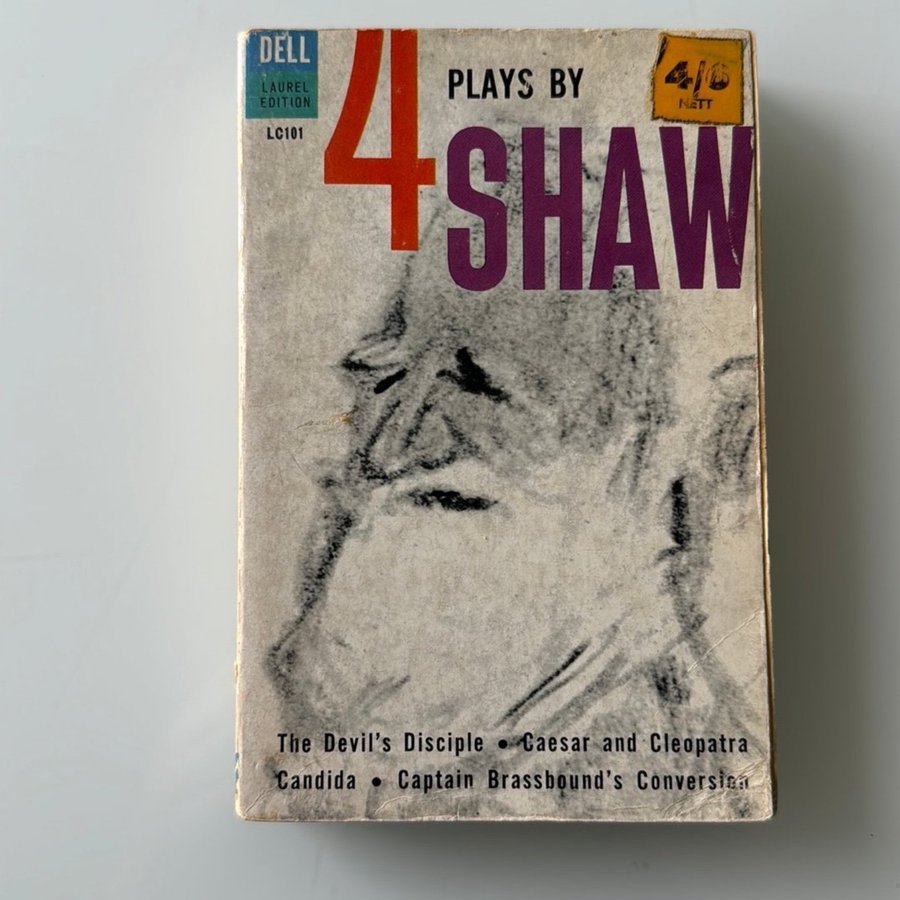 DELL
LAUREL
EDITION
LC101
4
PLAYS BY
SHAW
4/6
NETT
The Devil's Disciple • Caesar and Cleopatra
Candida • Captain Brassbound's Conversion